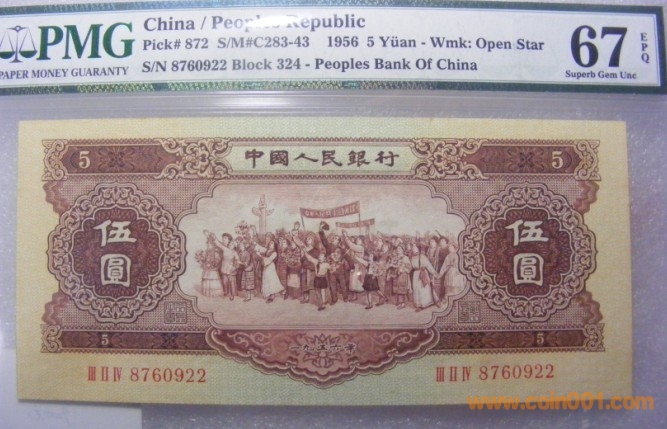 PMG
PAPER MONEY GUARANTY
China / Peoples Republic
Pick# 872 S/M#C283-43 1956 5 Yüan - Wmk: Open Star
S/N 8760922 Block 324 - Peoples Bank Of China
67
EPQ
Superb Gem Unc
5
中國人民銀行
5
伍圓
伍圓
一九五六年
5
5
III II IV 8760922
III II IV 8760922
www.coin001.com